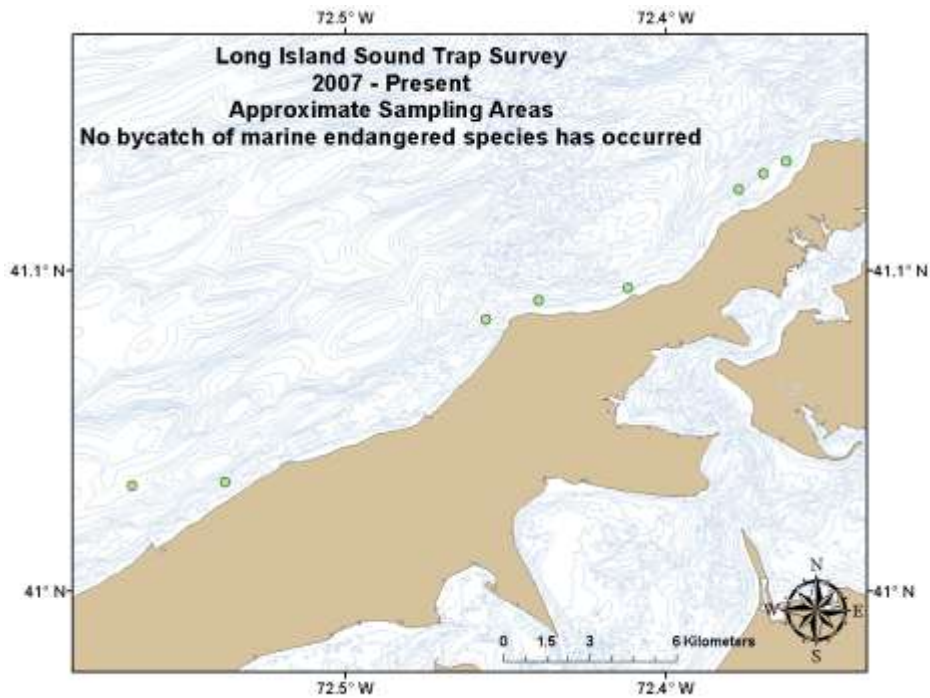 72.5° W
72.4° W
Long Island Sound Trap Survey
2007 - Present
Approximate Sampling Areas
No bycatch of marine endangered species has occurred
41.1° N
41.1° N
41° N
41° N
N
W
E
S
0 1.5 3 6 Kilometers
72.5° W
72.4° W